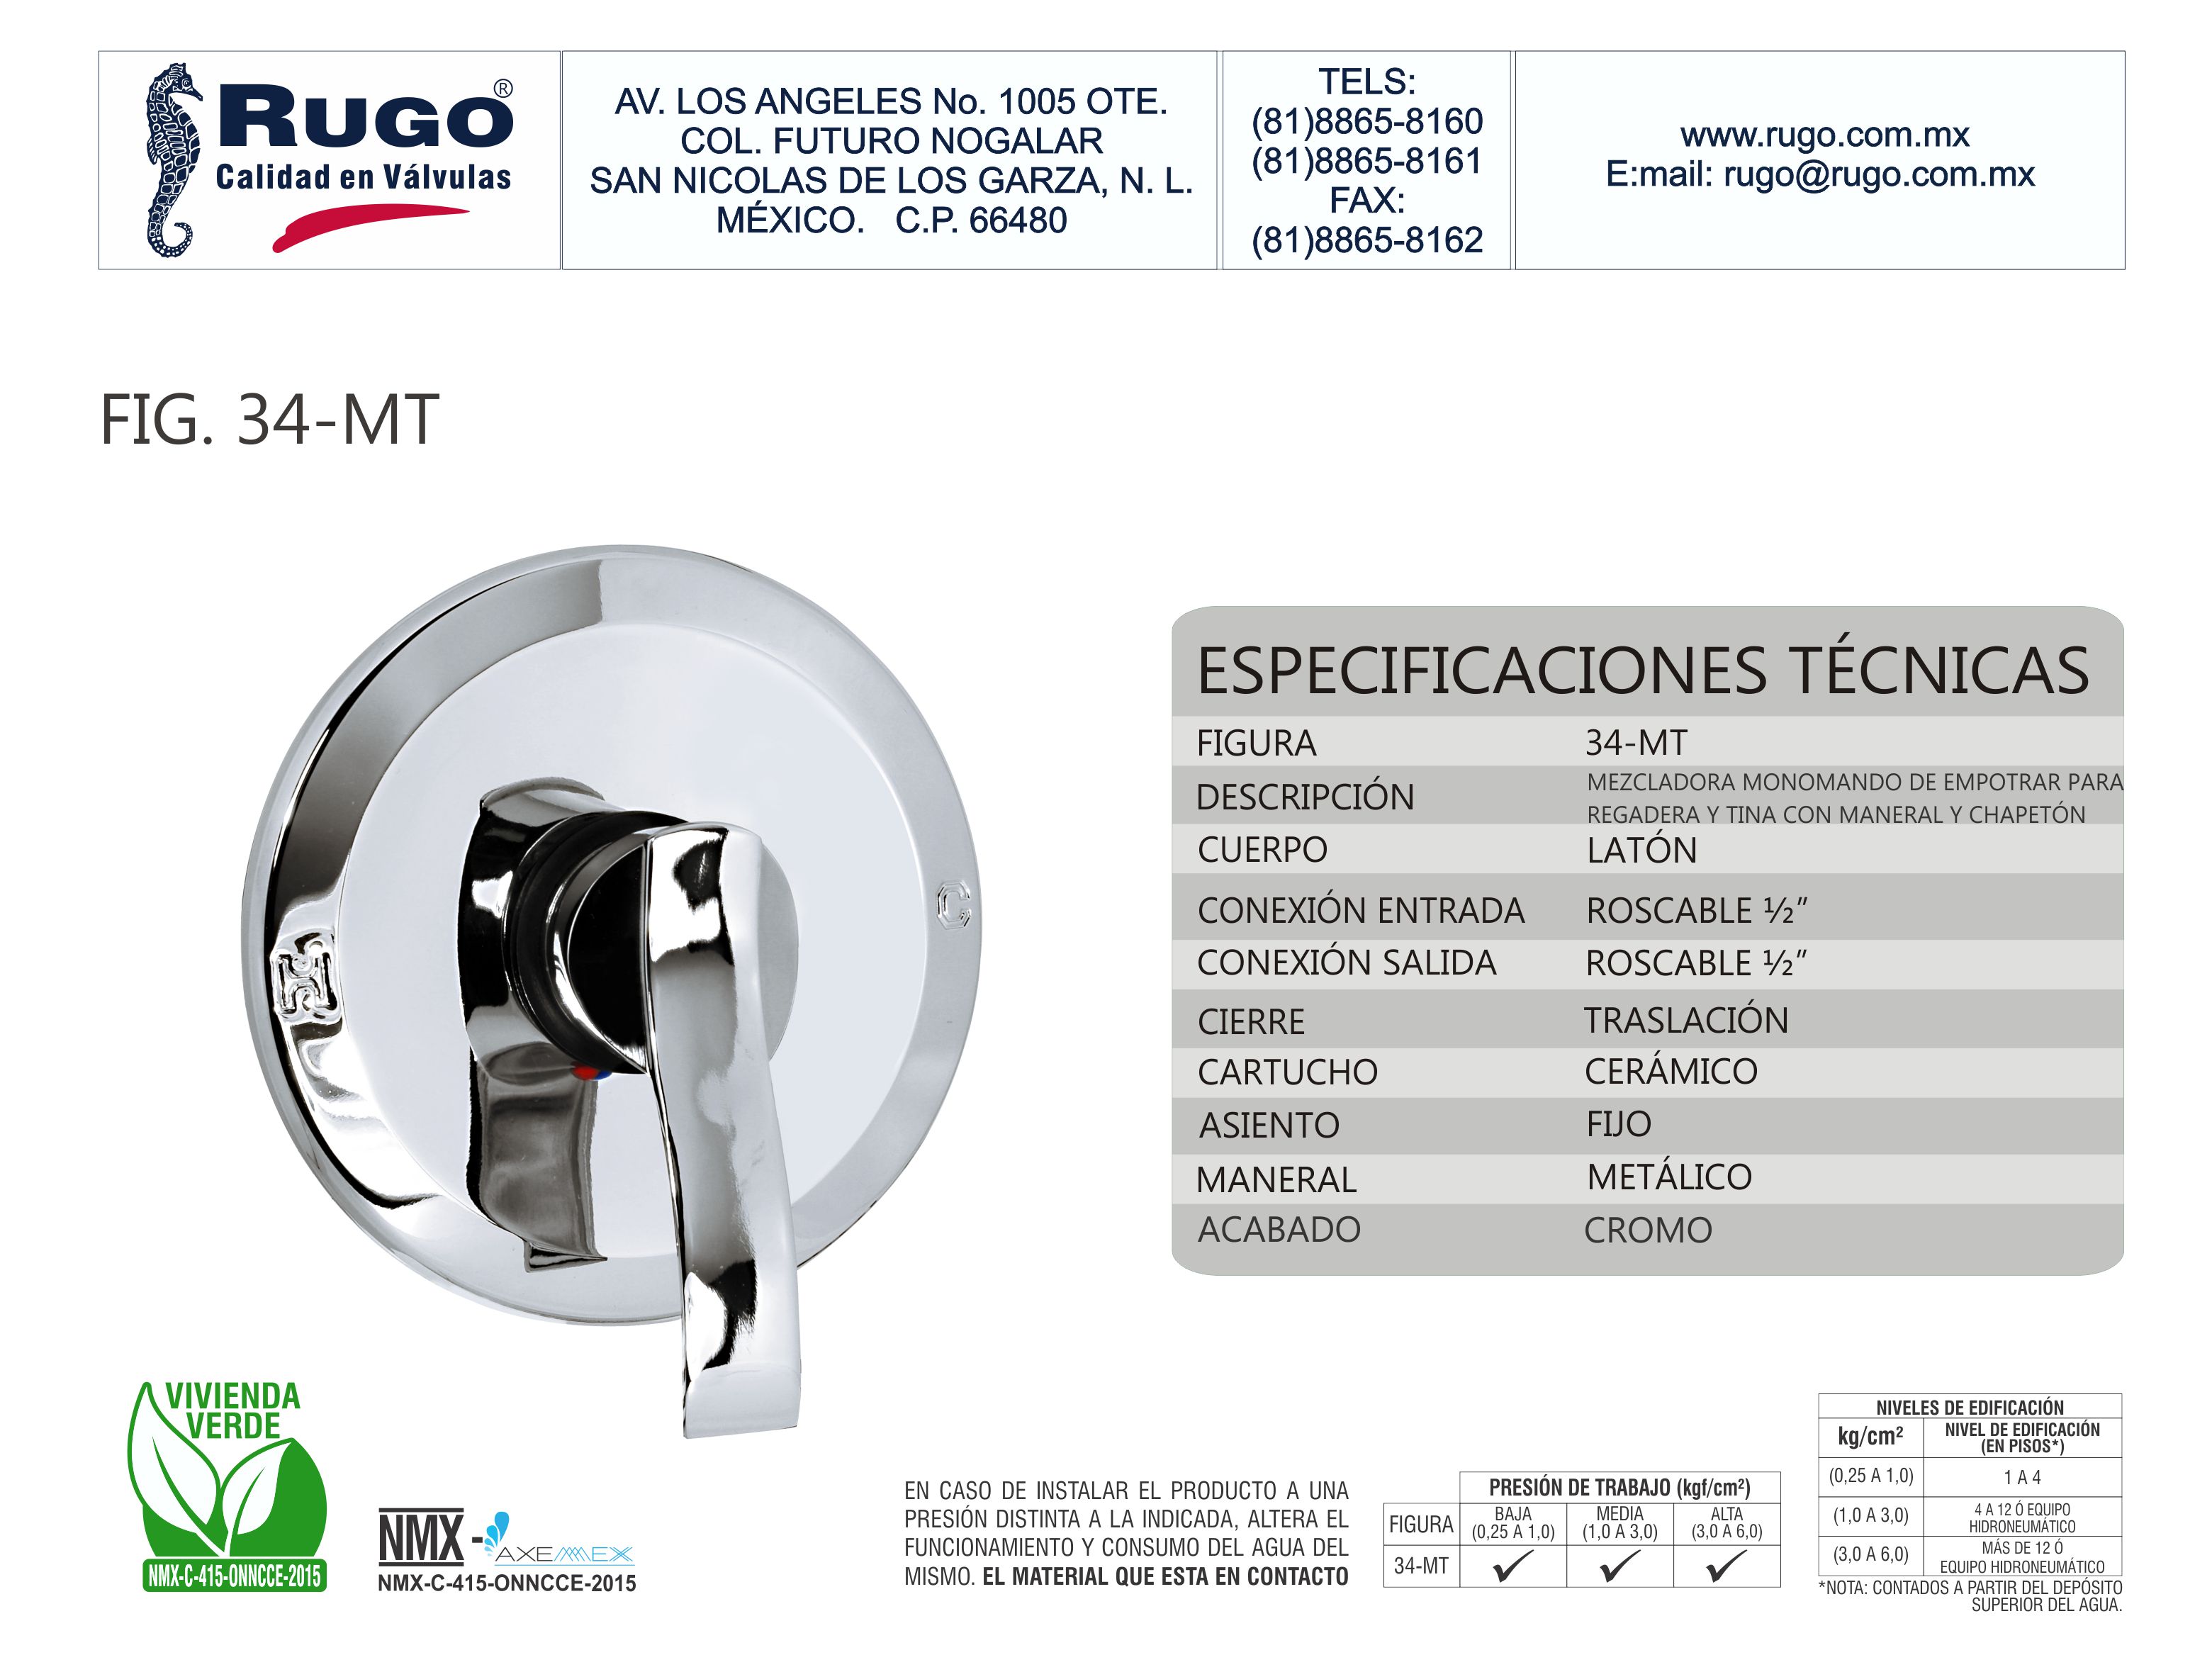 RUGO®
Calidad en Válvulas
AV. LOS ANGELES No. 1005 OTE.
COL. FUTURO NOGALAR
SAN NICOLAS DE LOS GARZA, N. L.
MÉXICO. C.P. 66480
TELS:
(81)8865-8160
(81)8865-8161
FAX:
(81)8865-8162
www.rugo.com.mx
E:mail: rugo@rugo.com.mx
FIG. 34-MT
H
C
ESPECIFICACIONES TÉCNICAS
FIGURA 34-MT
DESCRIPCIÓN MEZCLADORA MONOMANDO DE EMPOTRAR PARA
REGADERA Y TINA CON MANERAL Y CHAPETÓN
CUERPO LATÓN
CONEXIÓN ENTRADA ROSCABLE ½”
CONEXIÓN SALIDA ROSCABLE ½”
CIERRE TRASLACIÓN
CARTUCHO CERÁMICO
ASIENTO FIJO
MANERAL METÁLICO
ACABADO CROMO
VIVIENDA
VERDE
NMX-C-415-ONNCCE-2015
NMX-AXEMEX
NMX-C-415-ONNCCE-2015
EN CASO DE INSTALAR EL PRODUCTO A UNA
PRESIÓN DISTINTA A LA INDICADA, ALTERA EL
FUNCIONAMIENTO Y CONSUMO DEL AGUA DEL
MISMO. EL MATERIAL QUE ESTA EN CONTACTO
PRESIÓN DE TRABAJO (kgf/cm²)
FIGURA BAJA (0,25 A 1,0) MEDIA (1,0 A 3,0) ALTA (3,0 A 6,0)
34-MT ✓ ✓ ✓
NIVELES DE EDIFICACIÓN
kg/cm² NIVEL DE EDIFICACIÓN
(EN PISOS*)
(0,25 A 1,0) 1 A 4
(1,0 A 3,0) 4 A 12 Ó EQUIPO
HIDRONEUMÁTICO
(3,0 A 6,0) MÁS DE 12 Ó
EQUIPO HIDRONEUMÁTICO
*NOTA: CONTADOS A PARTIR DEL DEPÓSITO
SUPERIOR DEL AGUA.